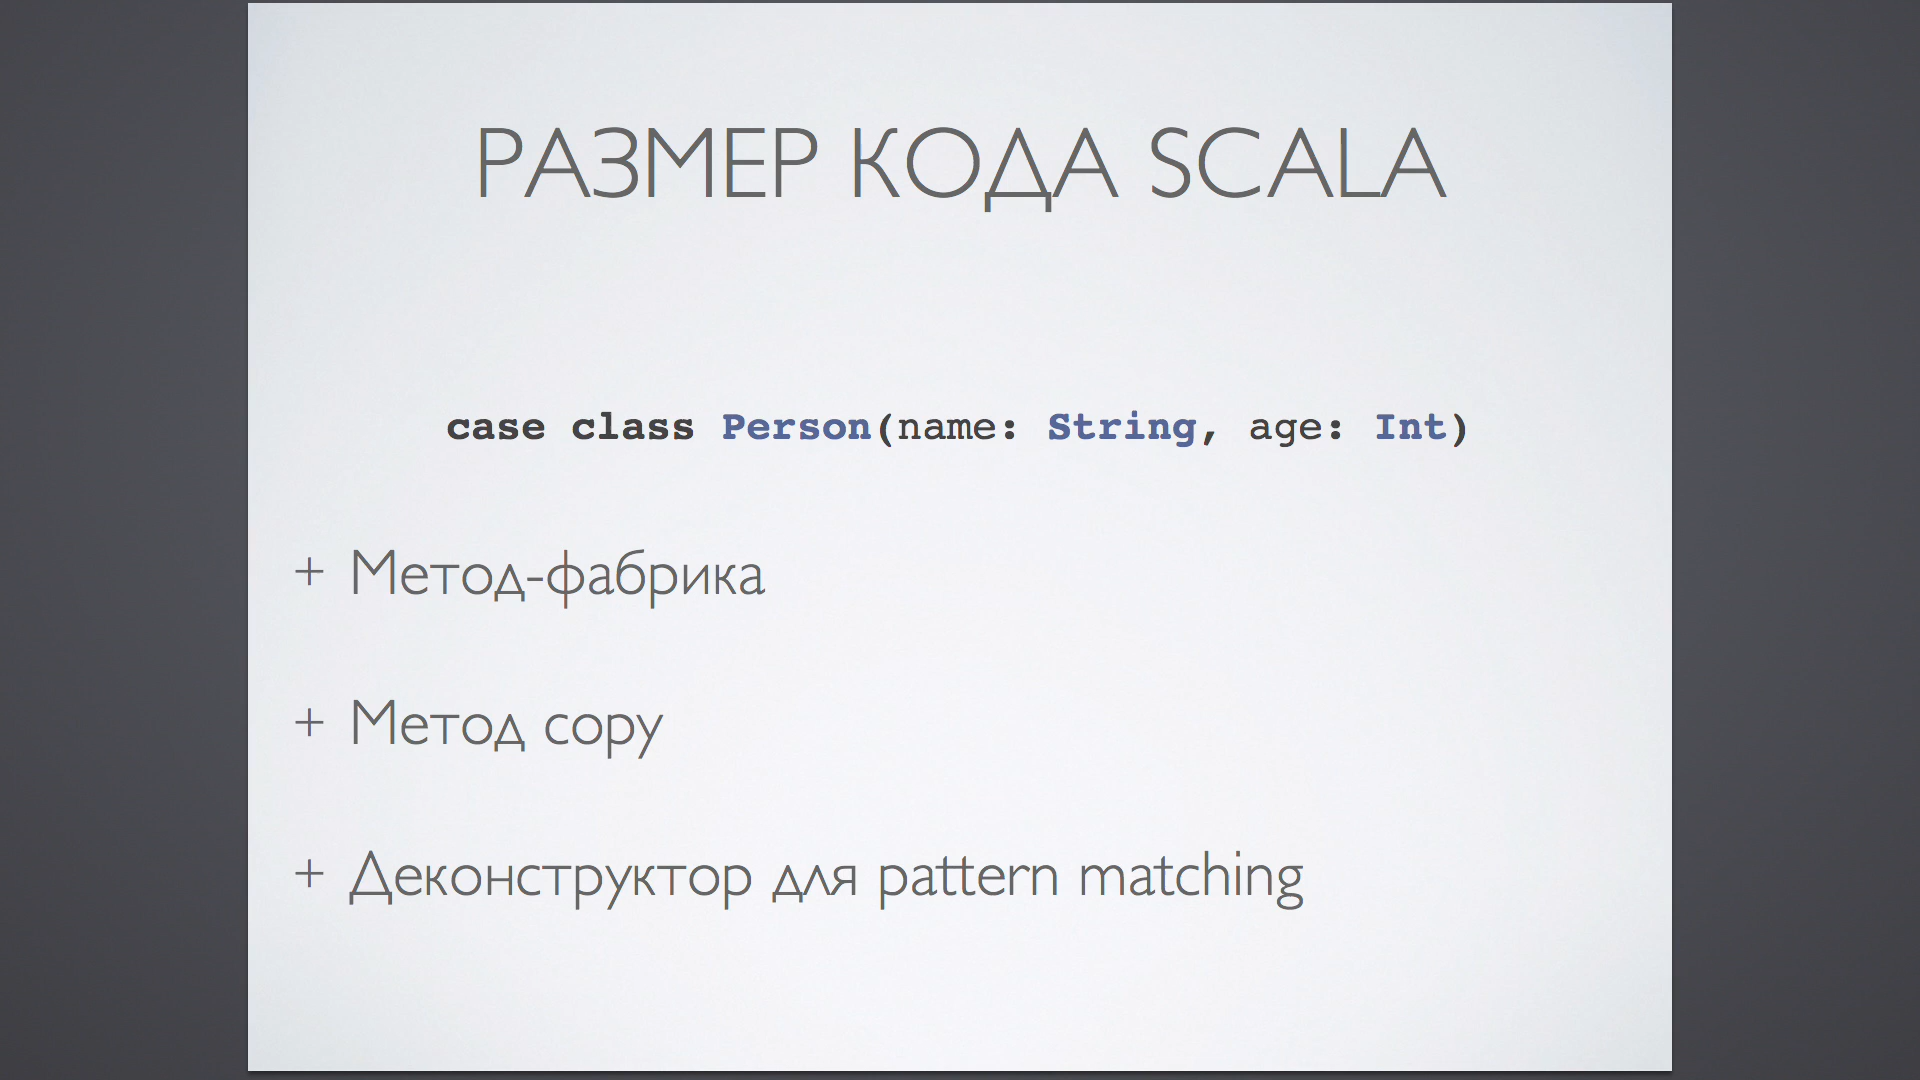 РАЗМЕР КОДА SCALA
case class Person(name: String, age: Int)
+ Метод-фабрика
+ Метод copy
+ Деконструктор для pattern matching